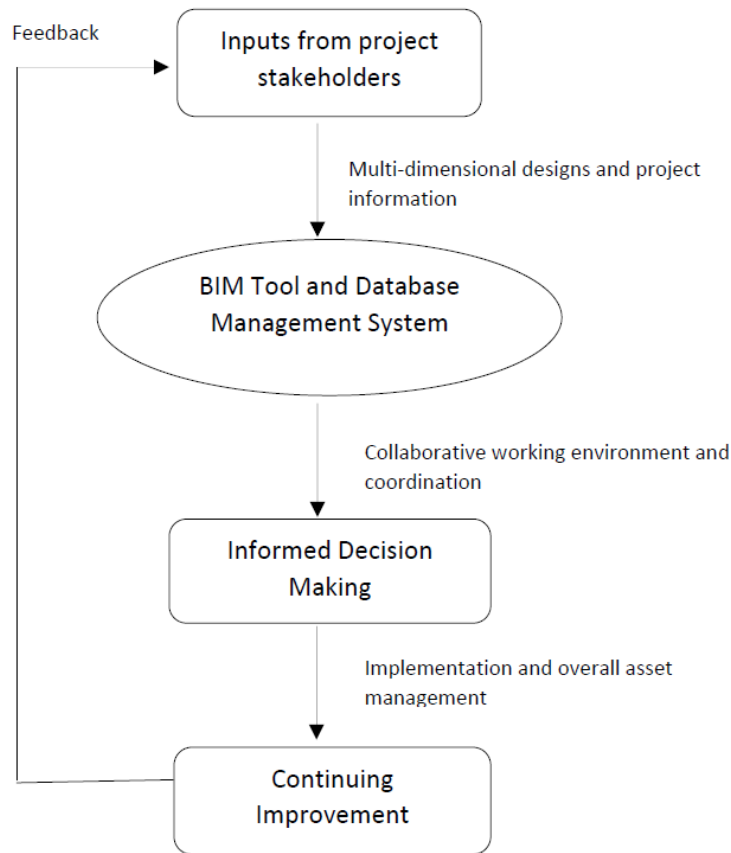 Feedback
Inputs from project
stakeholders
Multi-dimensional designs and project
information
BIM Tool and Database
Management System
Collaborative working environment and
coordination
Informed Decision
Making
Implementation and overall asset
management
Continuing
Improvement